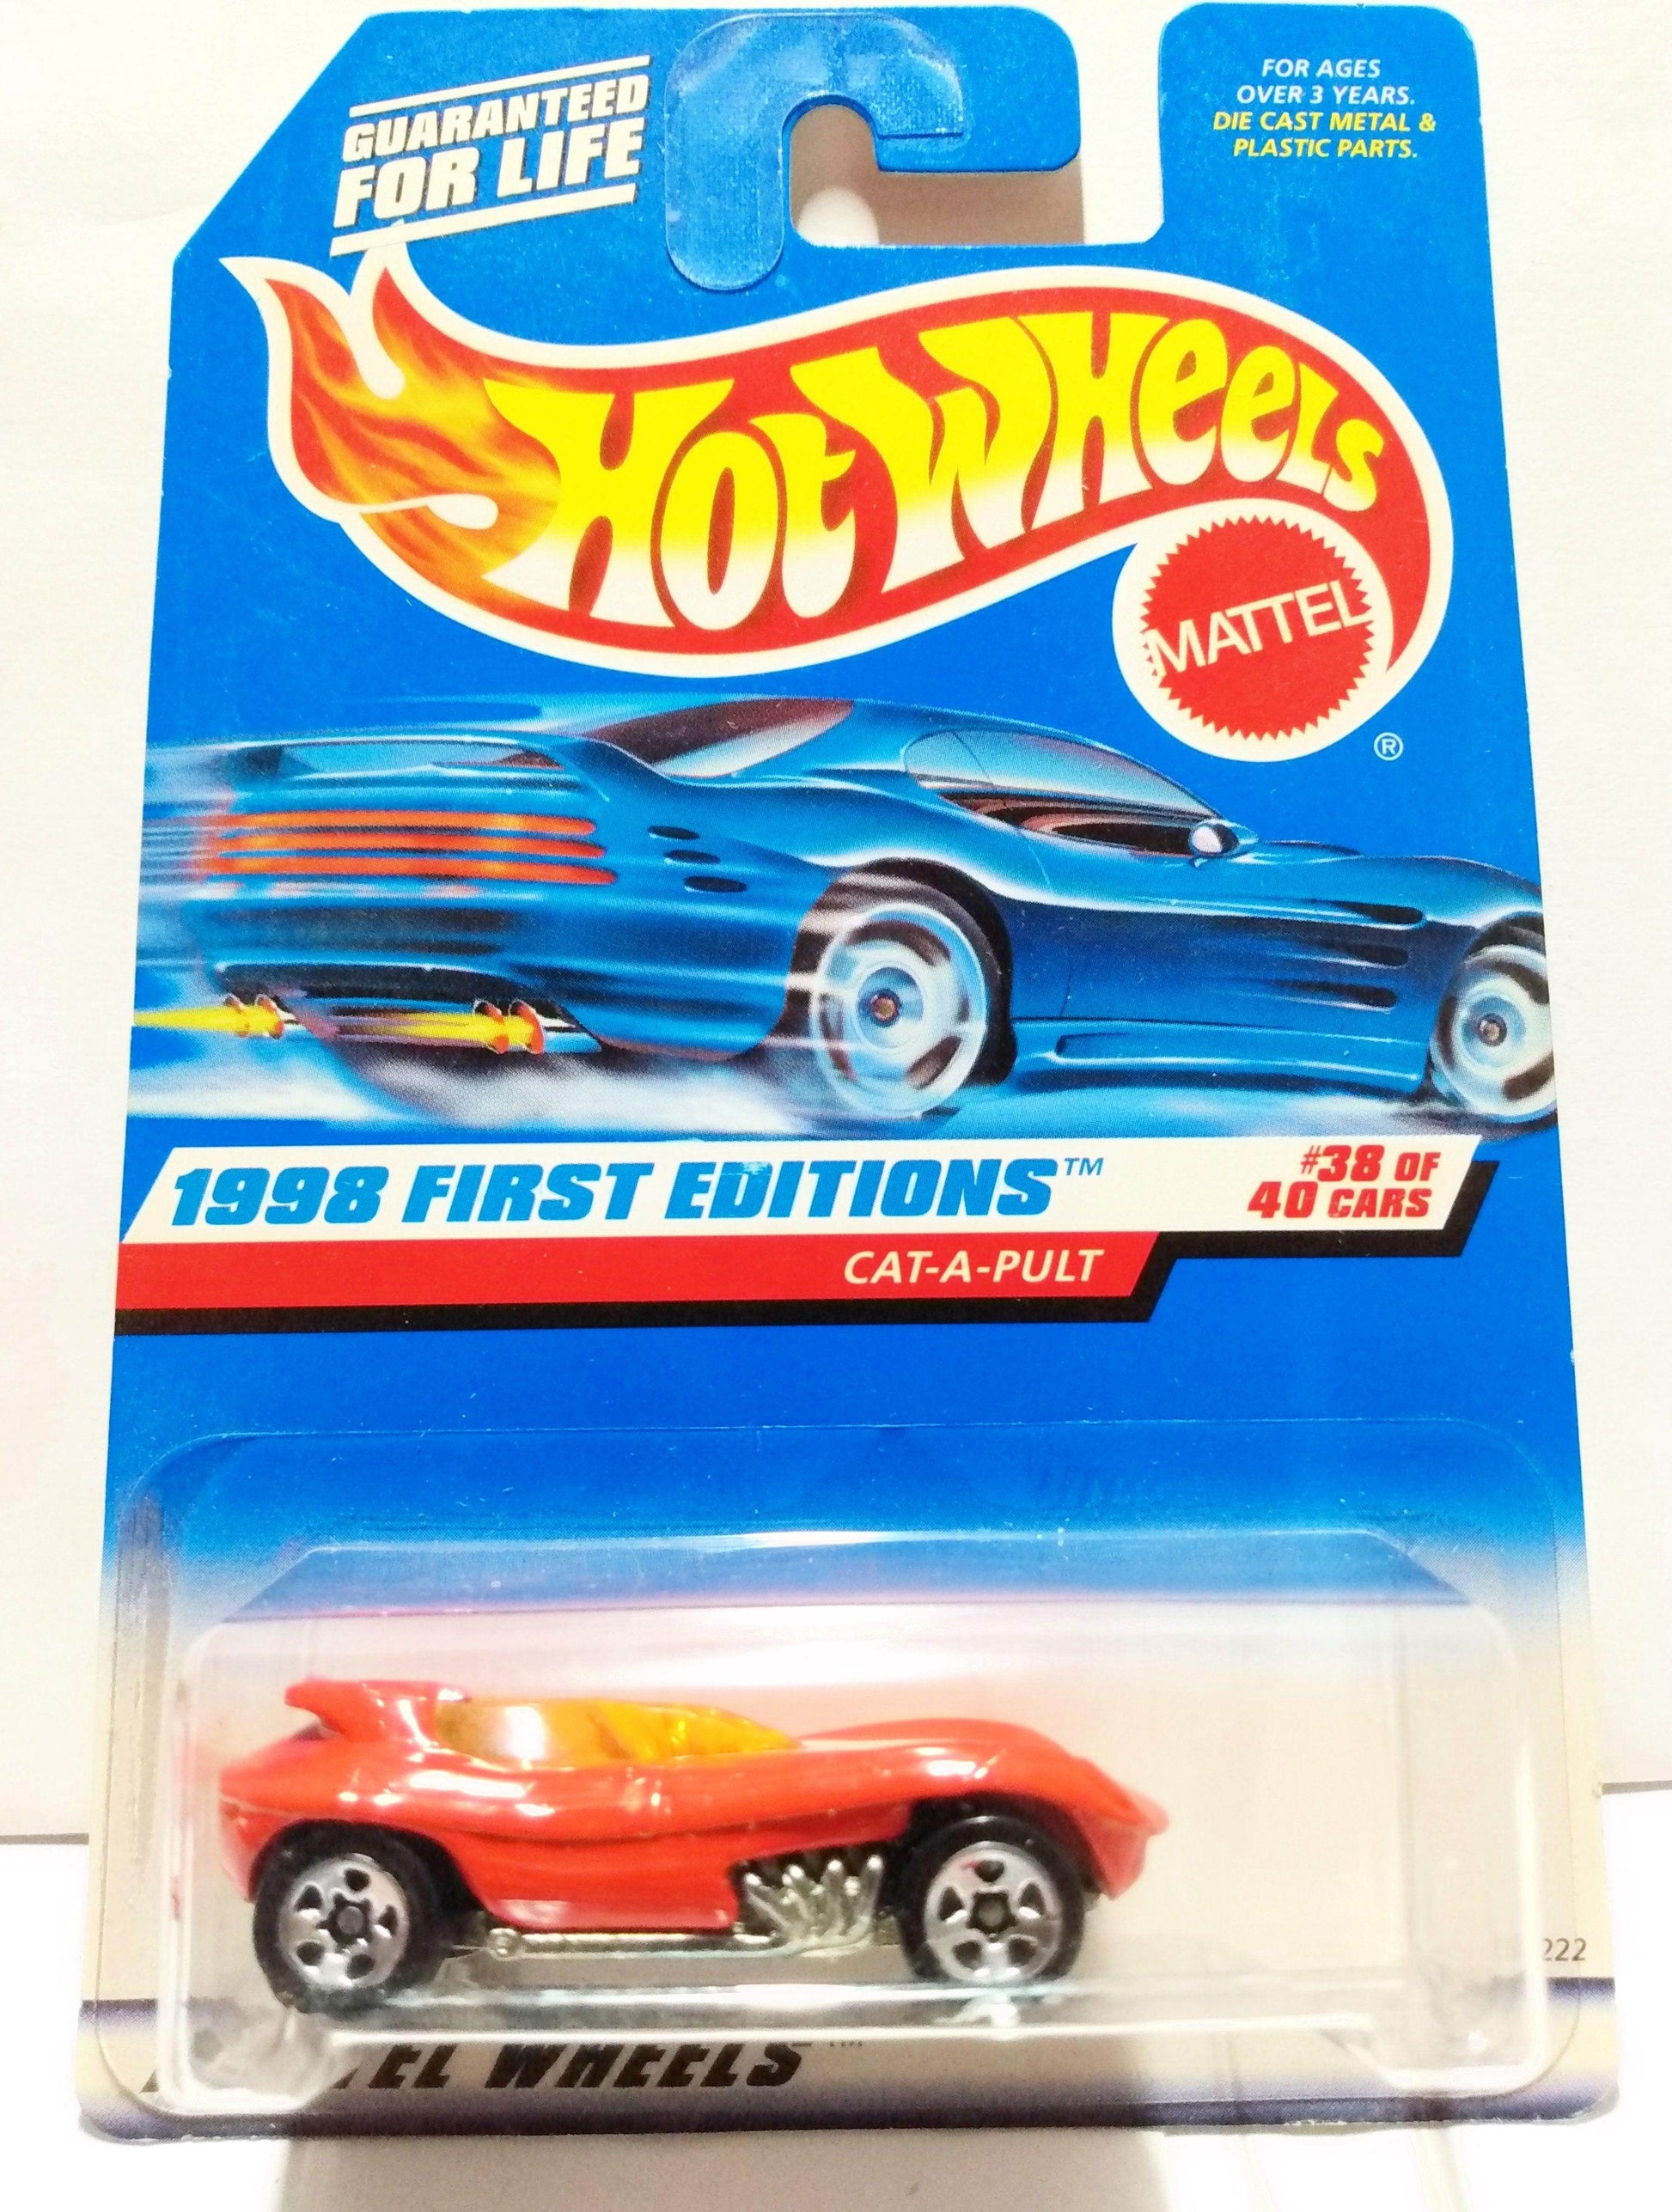 GUARANTEED
FOR LIFE
FOR AGES
OVER 3 YEARS.
DIE CAST METAL &
PLASTIC PARTS.
HOT WHEELS
MATTEL
®
1998 FIRST EDITIONS™
#38 OF
40 CARS
CAT-A-PULT
222
WHEELS